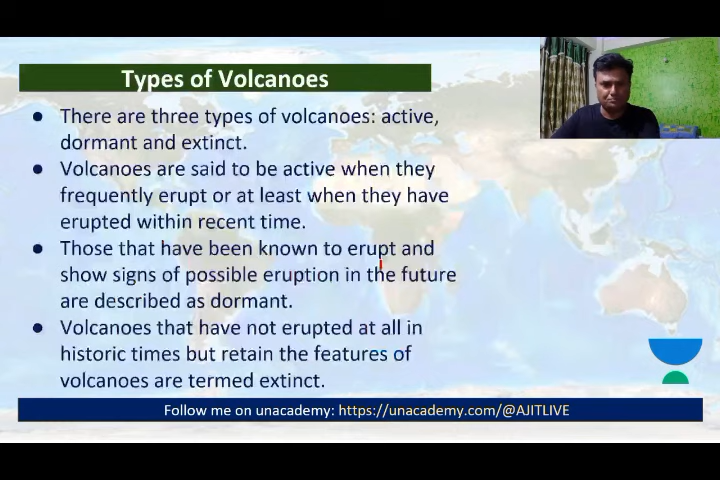 Types of Volcanoes
● There are three types of volcanoes: active,
dormant and extinct.
● Volcanoes are said to be active when they
frequently erupt or at least when they have
erupted within recent time.
● Those that have been known to erupt and
show signs of possible eruption in the future
are described as dormant.
● Volcanoes that have not erupted at all in
historic times but retain the features of
volcanoes are termed extinct.
Follow me on unacademy: https://unacademy.com/@AJITLIVE